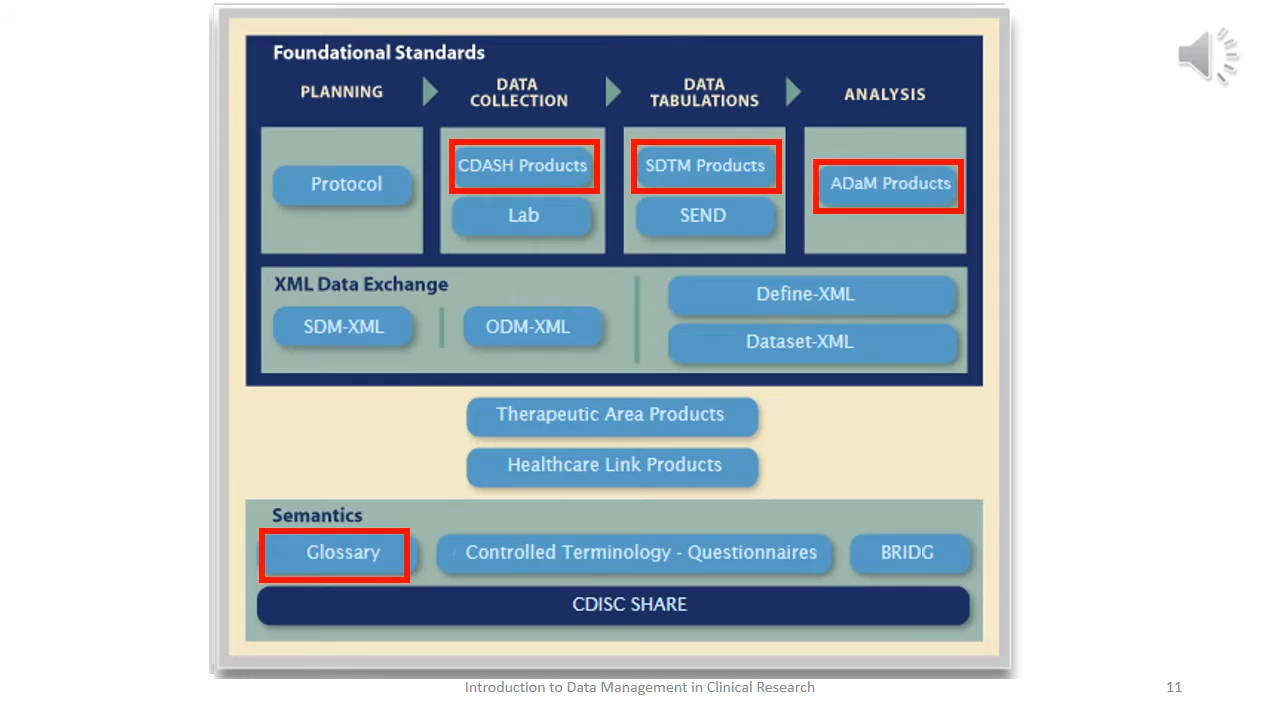 Foundational Standards
PLANNING
DATA
COLLECTION
DATA
TABULATIONS
ANALYSIS
Protocol
CDASH Products
Lab
SDTM Products
SEND
ADaM Products
XML Data Exchange
SDM-XML
ODM-XML
Define-XML
Dataset-XML
Therapeutic Area Products
Healthcare Link Products
Semantics
Glossary
Controlled Terminology - Questionnaires
BRIDG
CDISC SHARE
Introduction to Data Management in Clinical Research
11